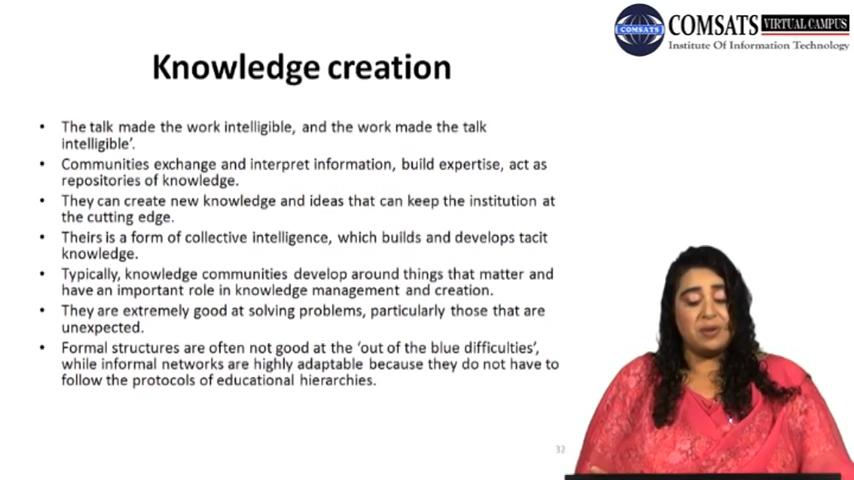 COMSATS VIRTUAL CAMPUS
Institute Of Information Technology
COMSATS
Knowledge creation
• The talk made the work intelligible, and the work made the talk
intelligible'.
• Communities exchange and interpret information, build expertise, act as
repositories of knowledge.
• They can create new knowledge and ideas that can keep the institution at
the cutting edge.
• Theirs is a form of collective intelligence, which builds and develops tacit
knowledge.
• Typically, knowledge communities develop around things that matter and
have an important role in knowledge management and creation.
• They are extremely good at solving problems, particularly those that are
unexpected.
• Formal structures are often not good at the 'out of the blue difficulties',
while informal networks are highly adaptable because they do not have to
follow the protocols of educational hierarchies.
32